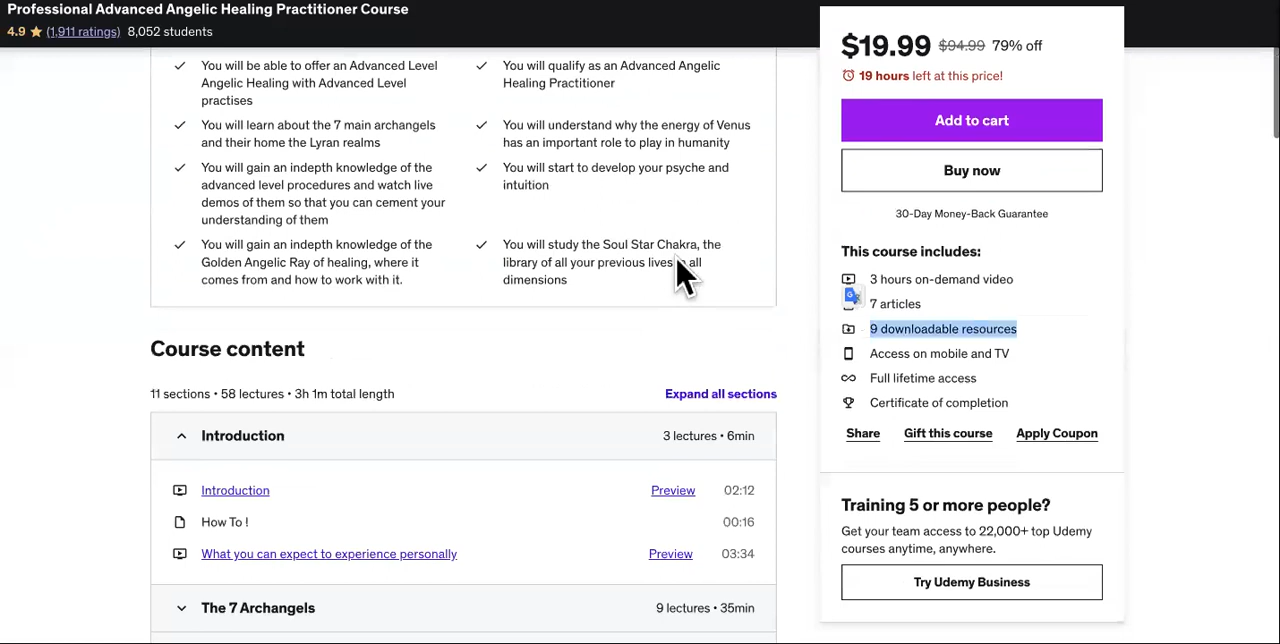 Professional Advanced Angelic Healing Practitioner Course
4.9 ★ (1,911 ratings) 8,052 students
You will be able to offer an Advanced Level
Angelic Healing with Advanced Level
practises
You will qualify as an Advanced Angelic
Healing Practitioner
You will learn about the 7 main archangels
and their home the Lyran realms
You will understand why the energy of Venus
has an important role to play in humanity
You will gain an indepth knowledge of the
advanced level procedures and watch live
demos of them so that you can cement your
understanding of them
You will start to develop your psyche and
intuition
You will gain an indepth knowledge of the
Golden Angelic Ray of healing, where it
comes from and how to work with it.
You will study the Soul Star Chakra, the
library of all your previous lives all
dimensions
Course content
11 sections • 58 lectures • 3h 1m total length
Expand all sections
Introduction
3 lectures • 6min
Introduction
Preview
02:12
How To !
00:16
What you can expect to experience personally
Preview
03:34
The 7 Archangels
9 lectures • 35min
$19.99 $94.99 79% off
19 hours left at this price!
Add to cart
Buy now
30-Day Money-Back Guarantee
This course includes:
3 hours on-demand video
7 articles
9 downloadable resources
Access on mobile and TV
Full lifetime access
Certificate of completion
Share
Gift this course
Apply Coupon
Training 5 or more people?
Get your team access to 22,000+ top Udemy
courses anytime, anywhere.
Try Udemy Business